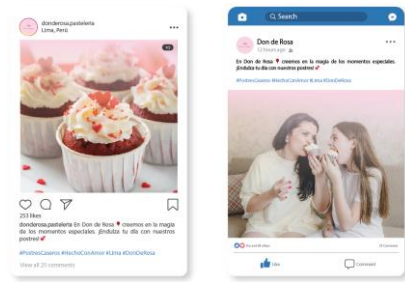 donderosa.pasteleria
Lima, Perú
253 likes
donderosa.pasteleria En Don de Rosa 🌹 creemos en la magia
de los momentos especiales. ¡Endulza tu día con nuestros
postres! 💕
#PostresCaseros #HechoConAmor #Lima #DonDeRosa
View all 25 comments
Search
Don de Rosa
12 hours ago
En Don de Rosa 🌹 creemos en la magia de los momentos especiales.
¡Endulza tu día con nuestros postres! 💕
#PostresCaseros #HechoConAmor #Lima #DonDeRosa
Like
Comment